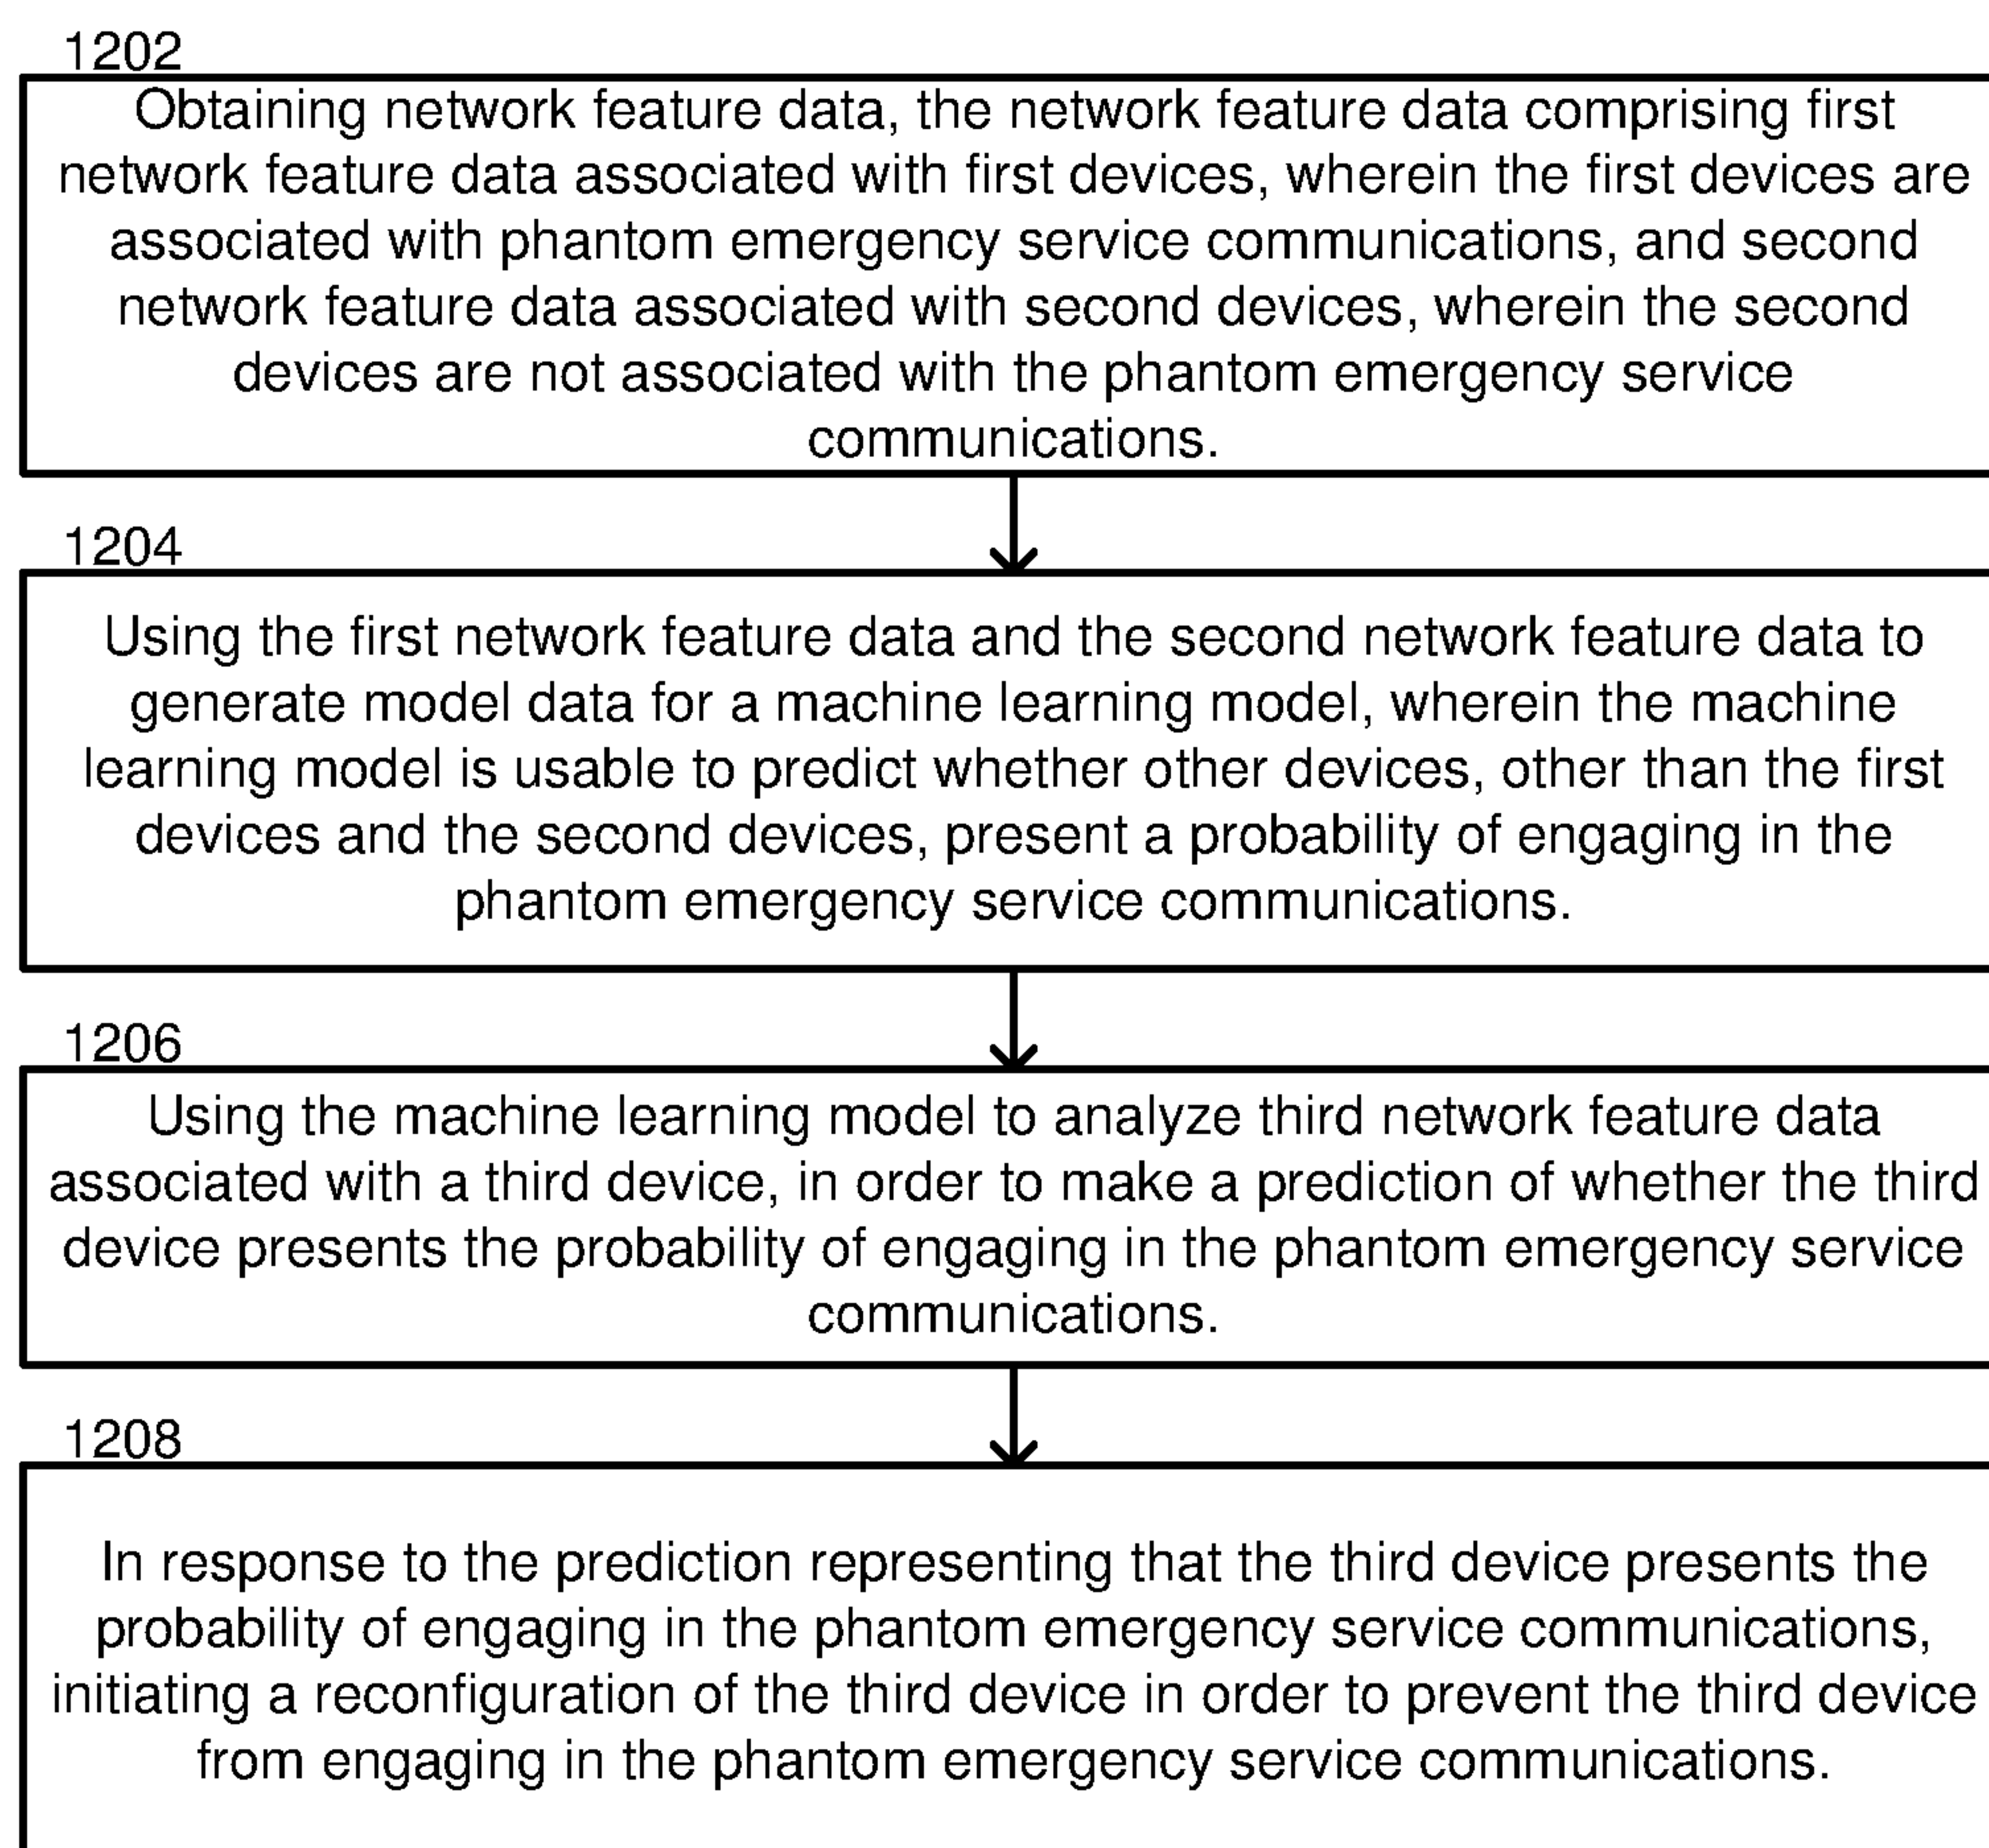 1202
Obtaining network feature data, the network feature data comprising first
network feature data associated with first devices, wherein the first devices are
associated with phantom emergency service communications, and second
network feature data associated with second devices, wherein the second
devices are not associated with the phantom emergency service
communications.
1204
Using the first network feature data and the second network feature data to
generate model data for a machine learning model, wherein the machine
learning model is usable to predict whether other devices, other than the first
devices and the second devices, present a probability of engaging in the
phantom emergency service communications.
1206
Using the machine learning model to analyze third network feature data
associated with a third device, in order to make a prediction of whether the third
device presents the probability of engaging in the phantom emergency service
communications.
1208
In response to the prediction representing that the third device presents the
probability of engaging in the phantom emergency service communications,
initiating a reconfiguration of the third device in order to prevent the third device
from engaging in the phantom emergency service communications.